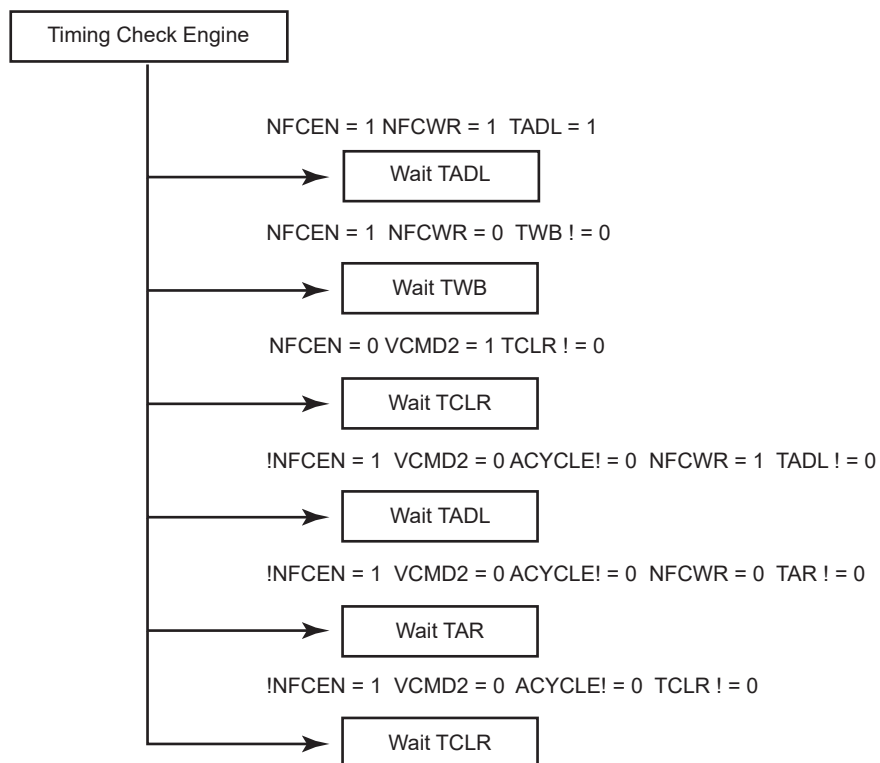 Timing Check Engine
NFCEN = 1 NFCWR = 1 TADL = 1
Wait TADL
NFCEN = 1 NFCWR = 0 TWB ! = 0
Wait TWB
NFCEN = 0 VCMD2 = 1 TCLR ! = 0
Wait TCLR
!NFCEN = 1 VCMD2 = 0 ACYCLE! = 0 NFCWR = 1 TADL ! = 0
Wait TADL
!NFCEN = 1 VCMD2 = 0 ACYCLE! = 0 NFCWR = 0 TAR ! = 0
Wait TAR
!NFCEN = 1 VCMD2 = 0 ACYCLE! = 0 TCLR ! = 0
Wait TCLR